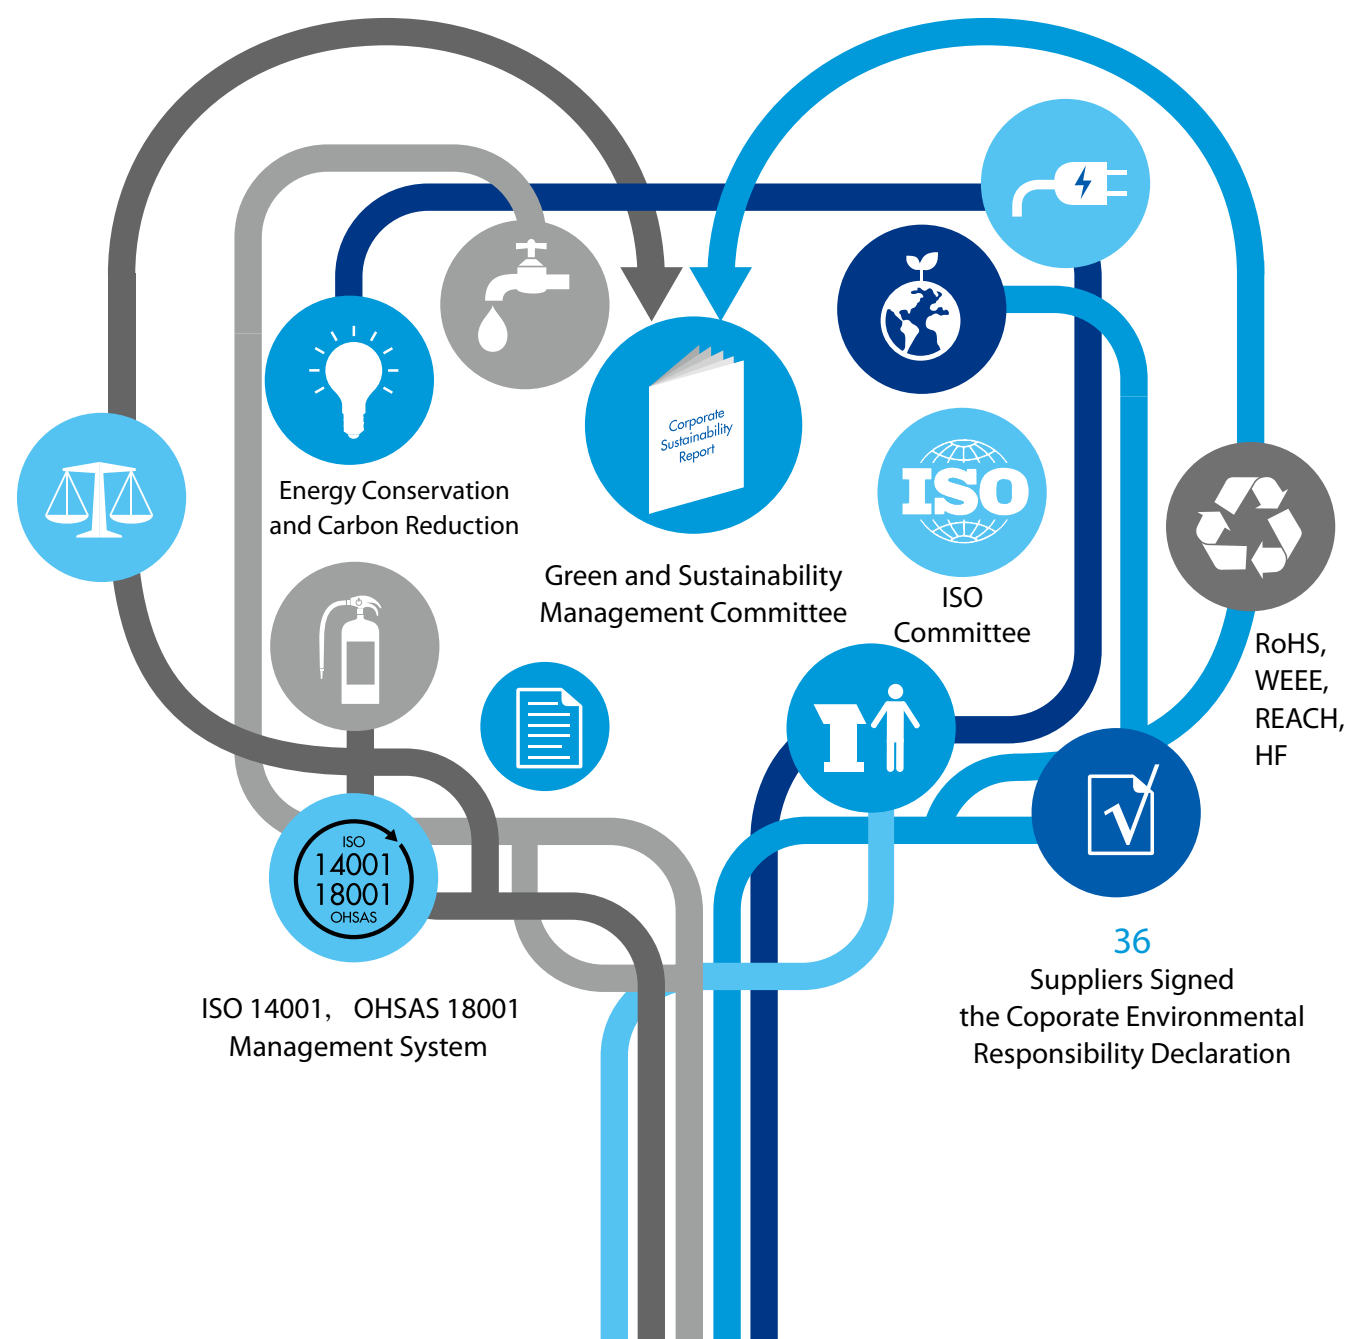 Corporate
Sustainability
Report
Energy Conservation
and Carbon Reduction
Green and Sustainability
Management Committee
ISO
ISO
Committee
RoHS,
WEEE,
REACH,
HF
ISO
14001
18001
OHSAS
ISO 14001,　OHSAS 18001
Management System
36
Suppliers Signed
the Coporate Environmental
Responsibility Declaration